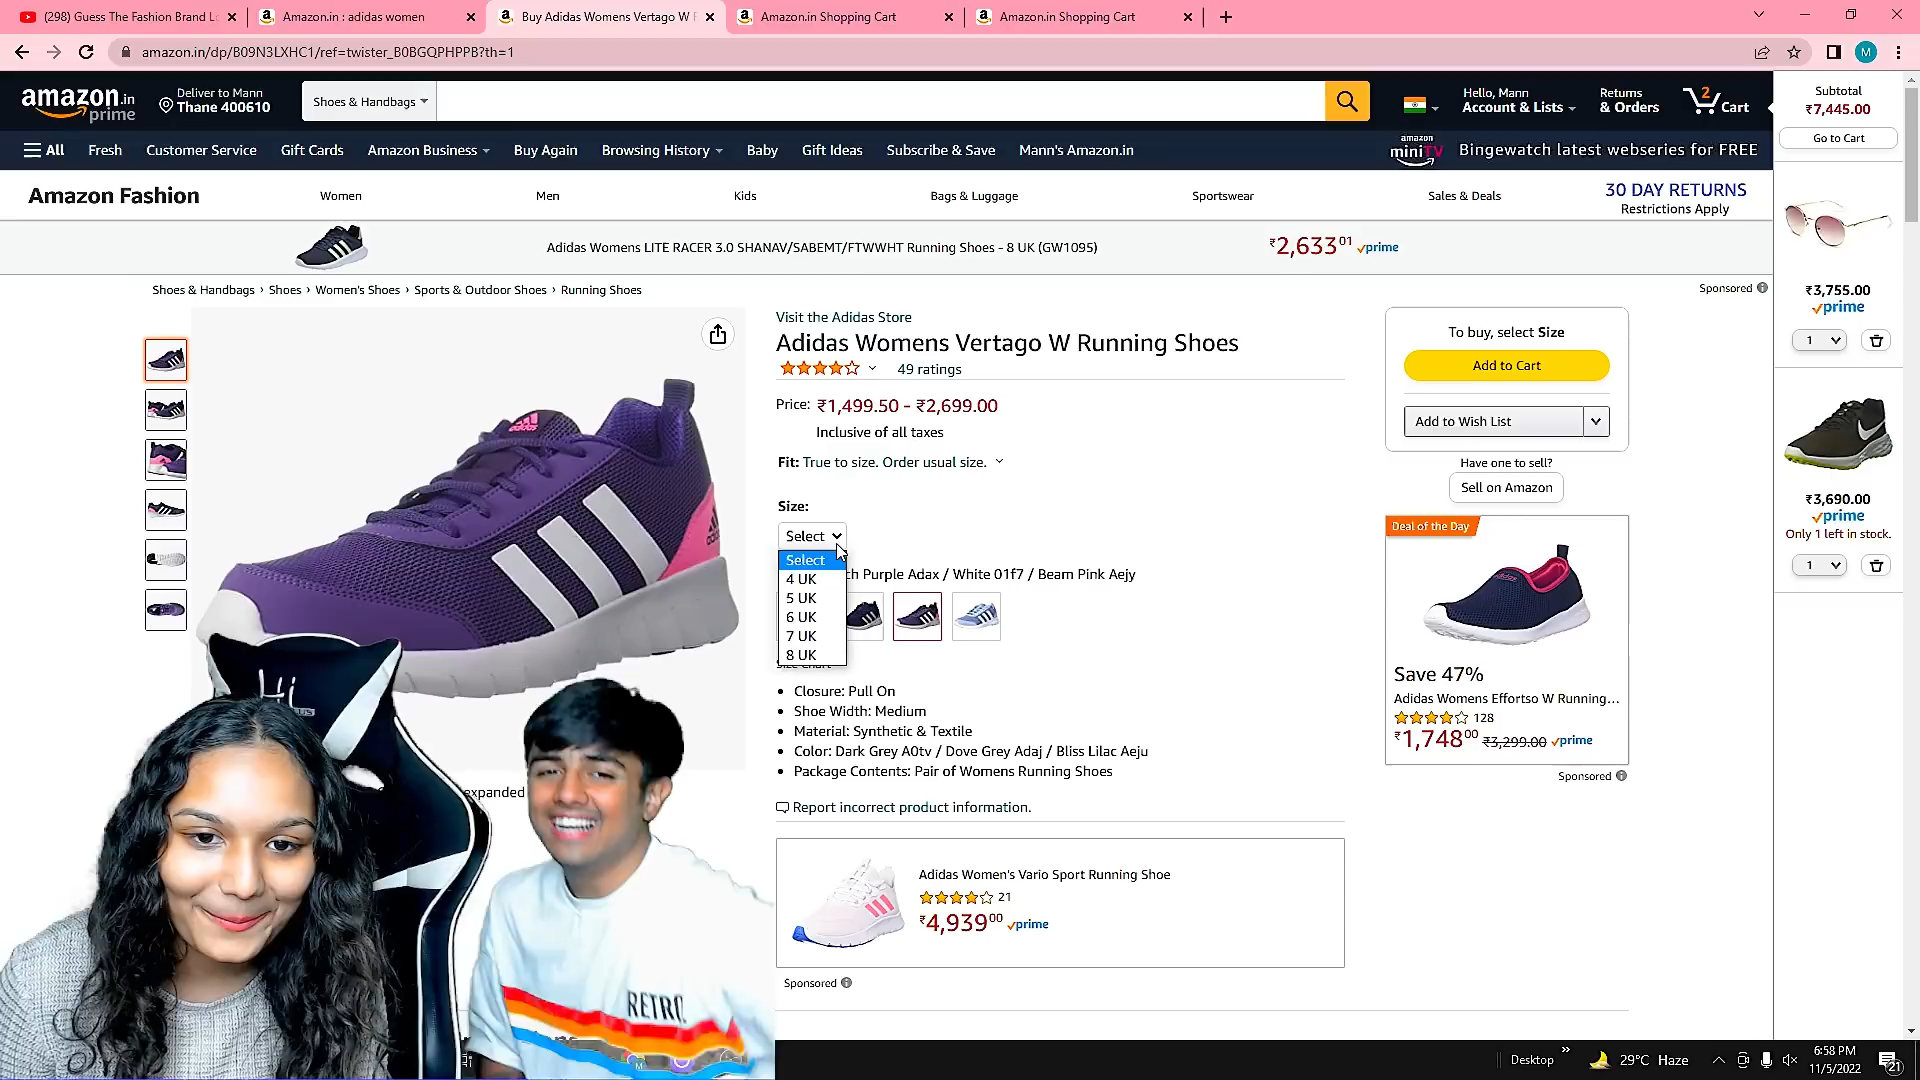 (298) Guess The Fashion Brand L
Amazon.in : adidas women
Buy Adidas Womens Vertago W F
Amazon.in Shopping Cart
Amazon.in Shopping Cart
amazon.in/dp/B09N3LXHC1/ref=twister_B0BGQPHPPB?th=1
M
amazon.in
prime
Deliver to Mann
Thane 400610
Shoes & Handbags
Hello, Mann
Account & Lists
Returns
& Orders
2
Cart
Subtotal
₹7,445.00
Go to Cart
All
Fresh
Customer Service
Gift Cards
Amazon Business
Buy Again
Browsing History
Baby
Gift Ideas
Subscribe & Save
Mann's Amazon.in
amazon
miniTV
Bingewatch latest webseries for FREE
Amazon Fashion
Women
Men
Kids
Bags & Luggage
Sportswear
Sales & Deals
30 DAY RETURNS
Restrictions Apply
Adidas Womens LITE RACER 3.0 SHANAV/SABEMT/FTWWHT Running Shoes - 8 UK (GW1095)
₹2,633.01 prime
Shoes & Handbags › Shoes › Women's Shoes › Sports & Outdoor Shoes › Running Shoes
Sponsored
₹3,755.00
prime
1
₹3,690.00
prime
Only 1 left in stock.
1
Visit the Adidas Store
Adidas Womens Vertago W Running Shoes
49 ratings
Price: ₹1,499.50 - ₹2,699.00
Inclusive of all taxes
Fit: True to size. Order usual size.
Size:
Select
Select
4 UK
5 UK
6 UK
7 UK
8 UK
ch Purple Adax / White 01f7 / Beam Pink Aejy
Size Chart
• Closure: Pull On
• Shoe Width: Medium
• Material: Synthetic & Textile
• Color: Dark Grey A0tv / Dove Grey Adaj / Bliss Lilac Aeju
• Package Contents: Pair of Womens Running Shoes
Report incorrect product information.
To buy, select Size
Add to Cart
Add to Wish List
Have one to sell?
Sell on Amazon
Deal of the Day
Save 47%
Adidas Womens Effortso W Running...
128
₹1,748.00 ₹3,299.00 prime
Sponsored
adidas
adidas
expanded
Adidas Women's Vario Sport Running Shoe
21
₹4,939.00 prime
Sponsored
RETRO
Desktop
29°C Haze
6:58 PM
11/5/2022
21